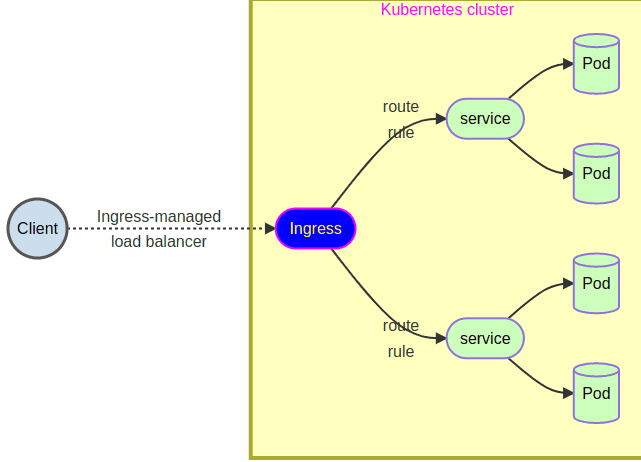 Kubernetes cluster
Pod
route
rule
service
Pod
Client
Ingress-managed
load balancer
Ingress
Pod
route
rule
service
Pod